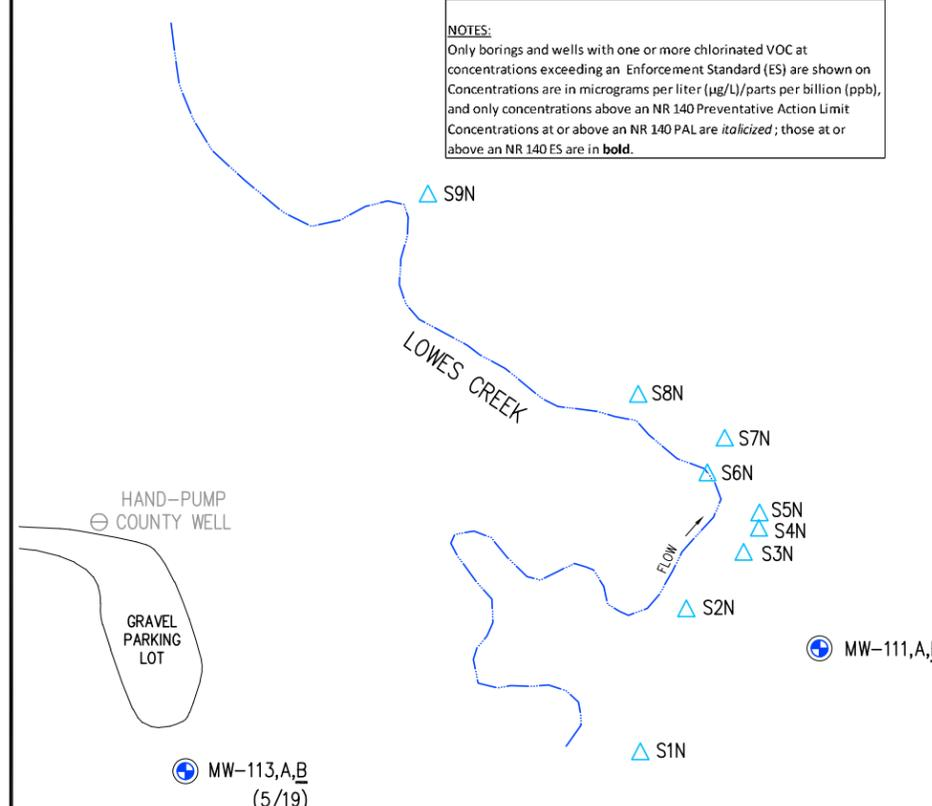 NOTES:
Only borings and wells with one or more chlorinated VOC at
concentrations exceeding an Enforcement Standard (ES) are shown on
Concentrations are in micrograms per liter (µg/L)/parts per billion (ppb),
and only concentrations above an NR 140 Preventative Action Limit
Concentrations at or above an NR 140 PAL are italicized; those at or
above an NR 140 ES are in bold.
S9N
LOWES CREEK
S8N
S7N
S6N
HAND-PUMP
COUNTY WELL
S5N
S4N
S3N
FLOW
S2N
GRAVEL
PARKING
LOT
MW-111,A,
S1N
MW-113,A,B
(5/19)